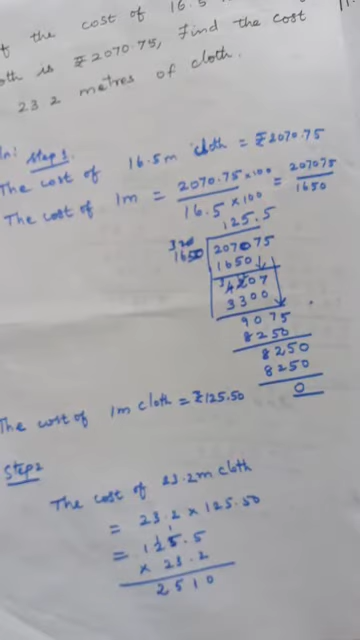 the cost of 16.5
is ₹2070.75, Find the cost
23.2 metres of cloth.
Step 1
The cost of 16.5m cloth = ₹2070.75
The cost of 1m = 2070.75 × 100 / 16.5 × 100 = 207075 / 1650
125.5
1650 207075
1650
4207
3300
9075
8250
8250
8250
0
The cost of 1m cloth = ₹125.50
Step 2
The cost of 23.2m cloth
= 23.2 × 125.50
= 125.5
× 23.2
2510